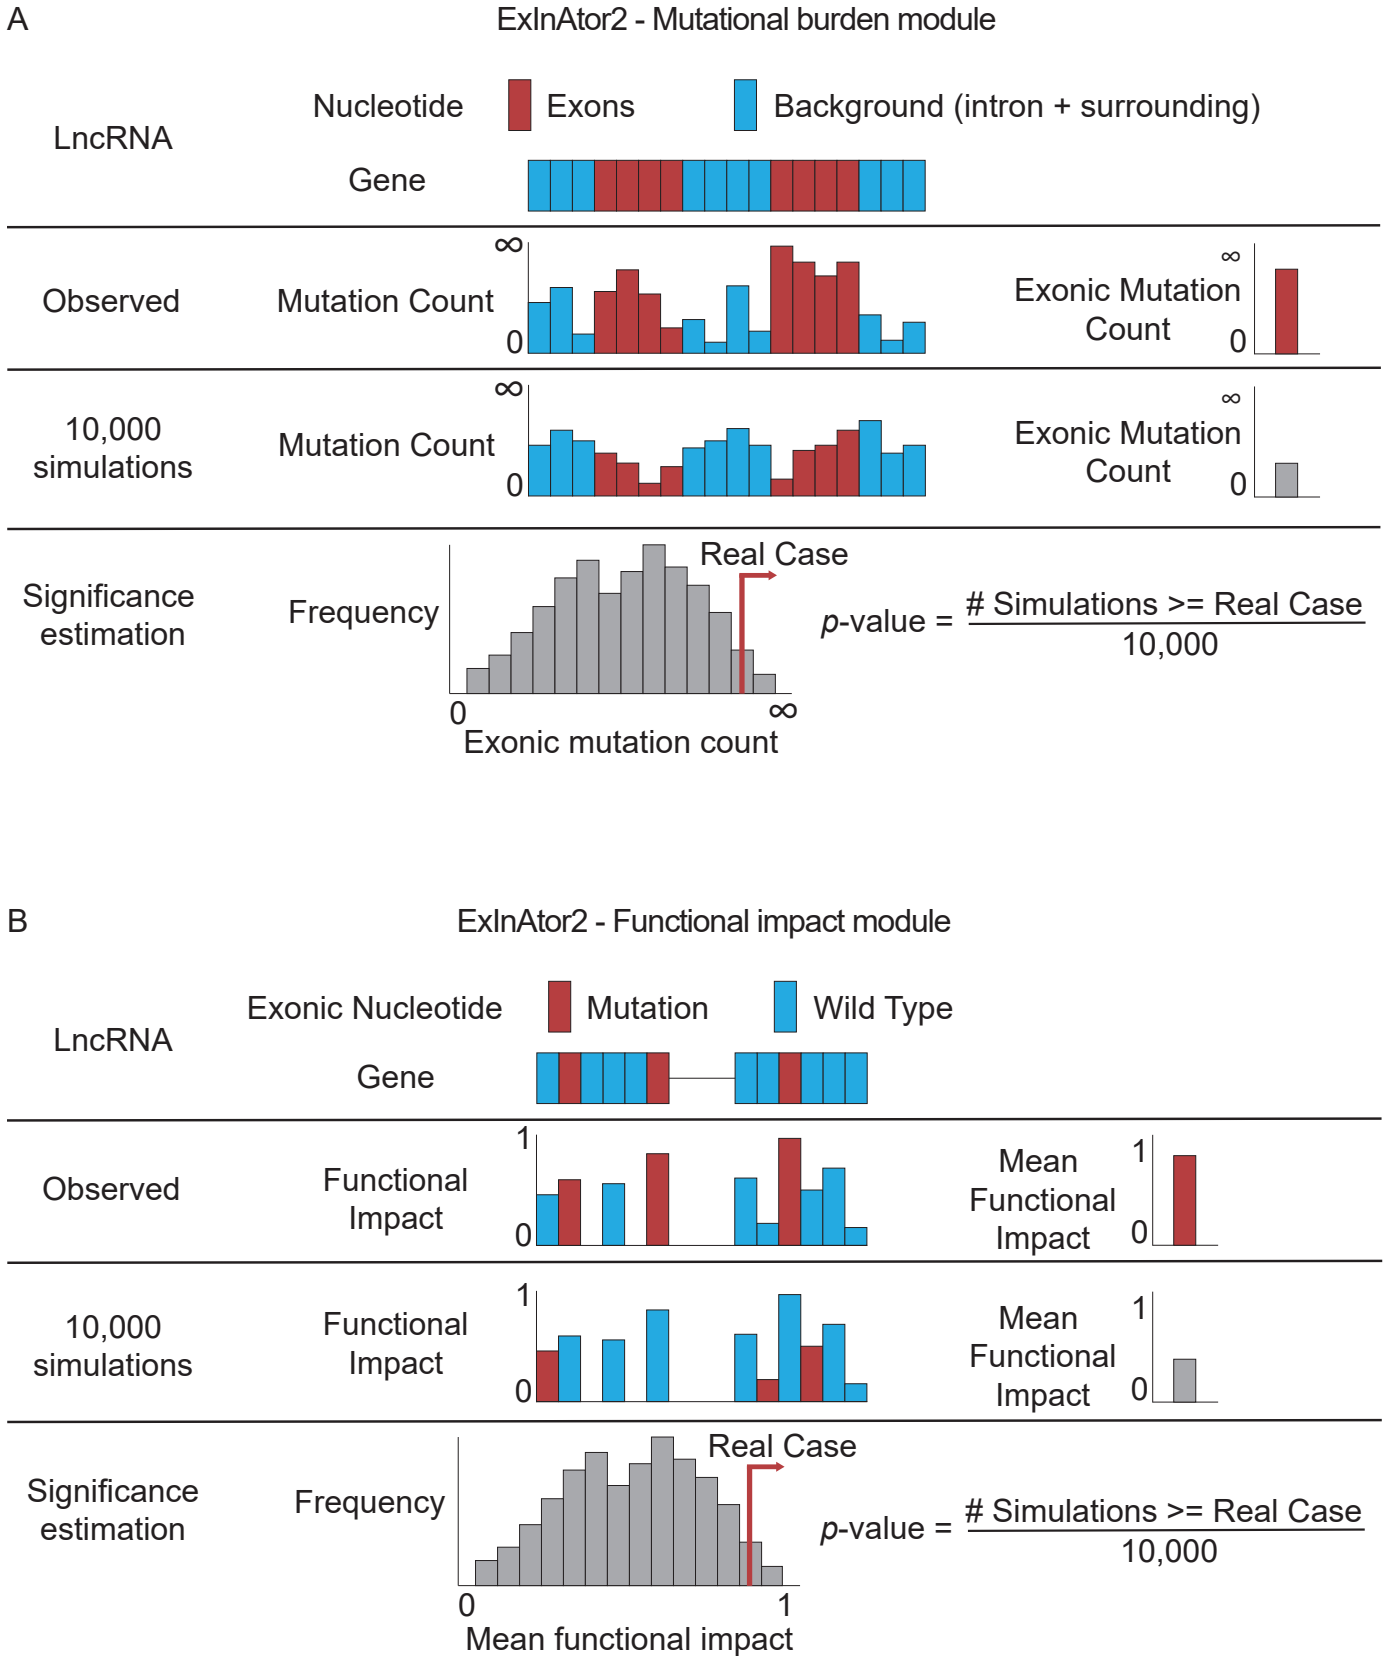 A
ExInAtor2 - Mutational burden module
Nucleotide
Exons
Background (intron + surrounding)
LncRNA
Gene
Observed
Mutation Count
∞
0
Exonic Mutation
Count
∞
0
10,000
simulations
Mutation Count
∞
0
Exonic Mutation
Count
∞
0
Significance
estimation
Frequency
Real Case
0
∞
Exonic mutation count
p-value =
# Simulations >= Real Case
10,000
B
ExInAtor2 - Functional impact module
Exonic Nucleotide
Mutation
Wild Type
LncRNA
Gene
Observed
Functional
Impact
1
0
Mean
Functional
Impact
1
0
10,000
simulations
Functional
Impact
1
0
Mean
Functional
Impact
1
0
Significance
estimation
Frequency
Real Case
0
1
Mean functional impact
p-value =
# Simulations >= Real Case
10,000